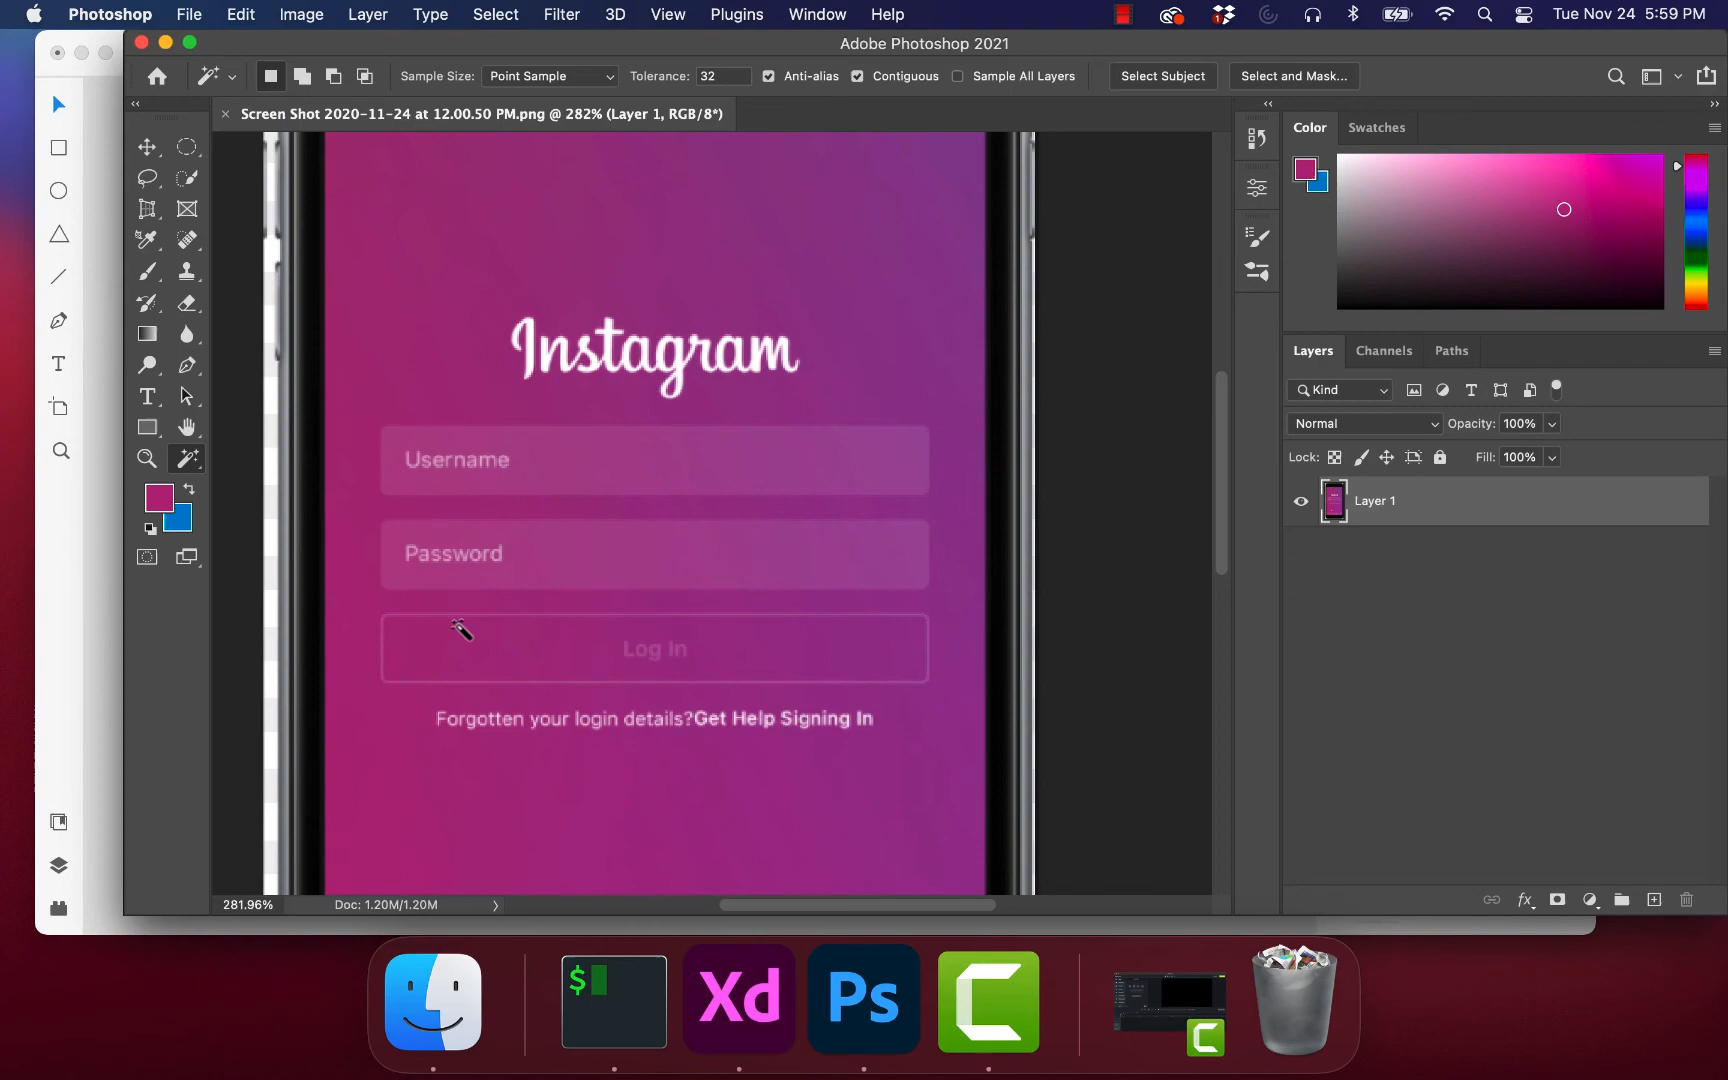 Photoshop File Edit Image Layer Type Select Filter 3D View Plugins Window Help
1
Tue Nov 24 5:59 PM
Adobe Photoshop 2021
Sample Size: Point Sample Tolerance: 32 Anti-alias Contiguous Sample All Layers Select Subject Select and Mask...
Screen Shot 2020-11-24 at 12.00.50 PM.png @ 282% (Layer 1, RGB/8*)
Color Swatches
Instagram
Username
Password
Log In
Forgotten your login details?Get Help Signing In
Layers Channels Paths
Kind
Normal Opacity: 100%
Lock: Fill: 100%
Layer 1
fx
281.96% Doc: 1.20M/1.20M
$
Xd
Ps